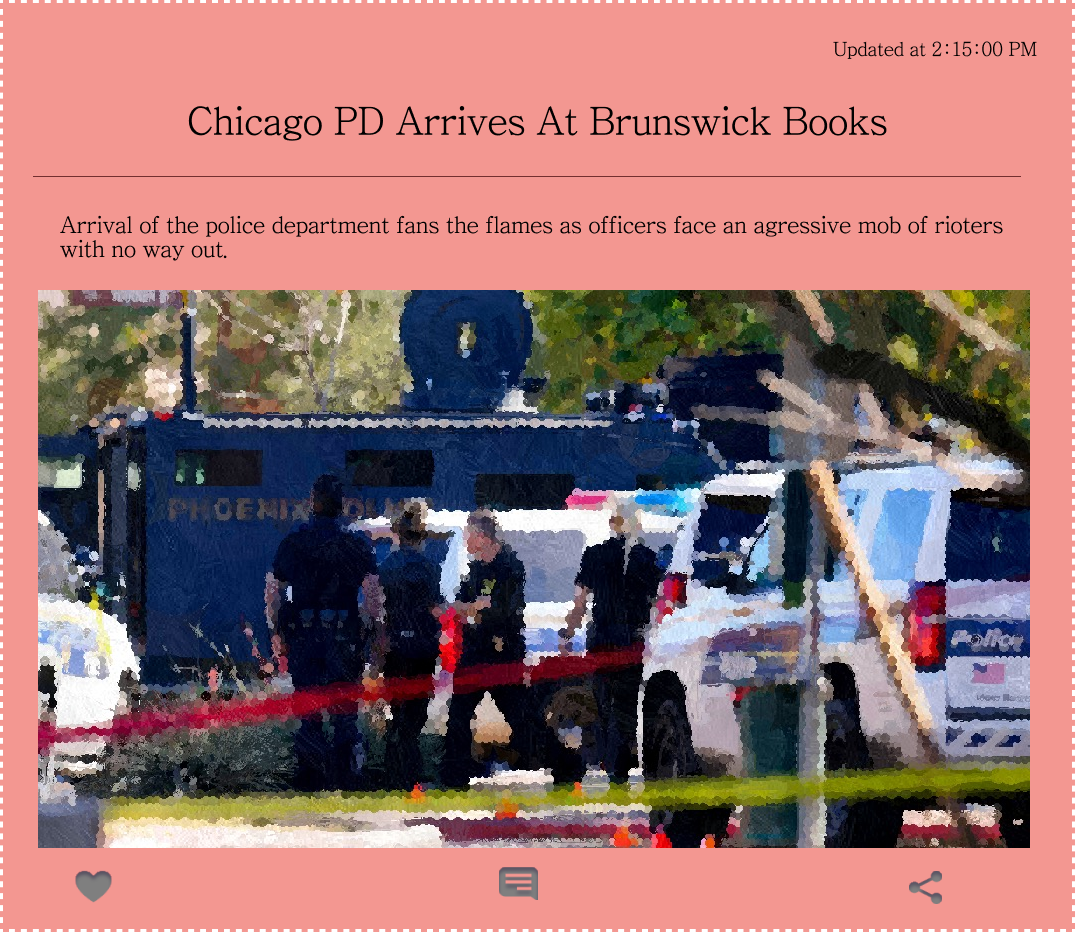 Updated at 2:15:00 PM
Chicago PD Arrives At Brunswick Books
Arrival of the police department fans the flames as officers face an agressive mob of rioters
with no way out.
PHOENIX POLICE
Police